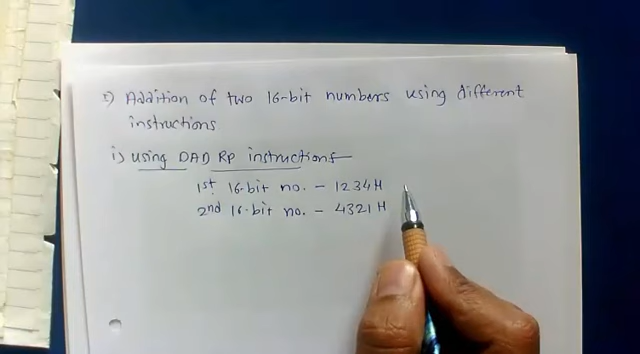 I) Addition of two 16-bit numbers using different
instructions
i) using DAD RP instructions
1st 16-bit no. - 1234H
2nd 16-bit no. - 4321H